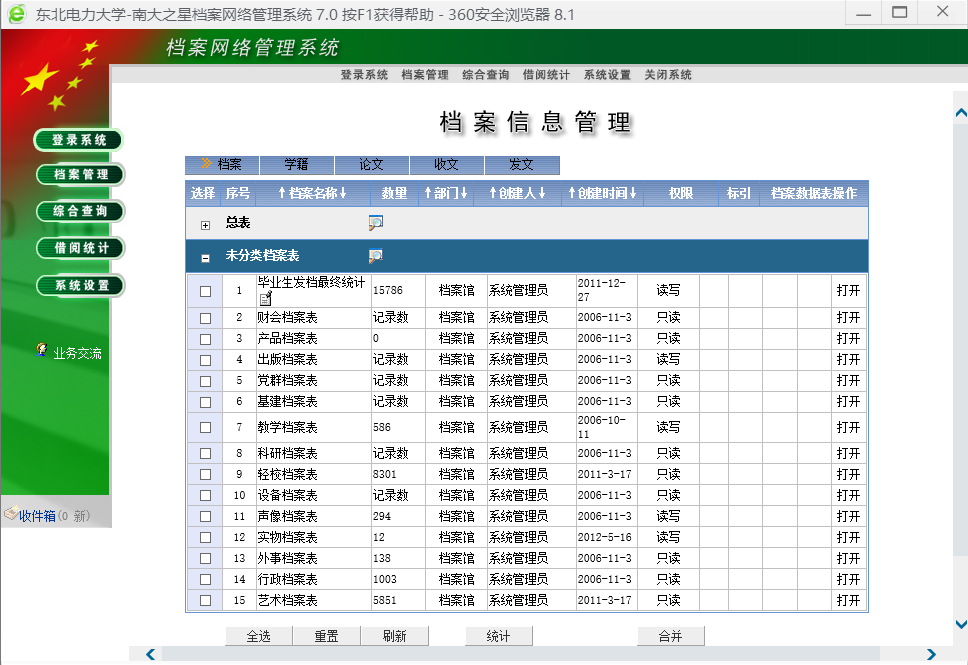 东北电力大学-南大之星档案网络管理系统 7.0 按F1获得帮助 - 360安全浏览器 8.1
档案网络管理系统
登录系统 档案管理 综合查询 借阅统计 系统设置 关闭系统
登录系统
档案管理
综合查询
借阅统计
系统设置
业务交流
收件箱(0 新)
档案信息管理
档案 学籍 论文 收文 发文
选择 序号 ↑档案名称↓ 数量 ↑部门↓ ↑创建人↓ ↑创建时间↓ 权限 标引 档案数据表操作
总表
未分类档案表
1 毕业生发档最终统计 15786 档案馆 系统管理员 2011-12-27 读写 打开
2 财会档案表 记录数 档案馆 系统管理员 2006-11-3 只读 打开
3 产品档案表 0 档案馆 系统管理员 2006-11-3 只读 打开
4 出版档案表 记录数 档案馆 系统管理员 2006-11-3 读写 打开
5 党群档案表 记录数 档案馆 系统管理员 2006-11-3 只读 打开
6 基建档案表 记录数 档案馆 系统管理员 2006-11-3 只读 打开
7 教学档案表 586 档案馆 系统管理员 2006-10-11 读写 打开
8 科研档案表 记录数 档案馆 系统管理员 2006-11-3 只读 打开
9 轻校档案表 8301 档案馆 系统管理员 2011-3-17 只读 打开
10 设备档案表 记录数 档案馆 系统管理员 2006-11-3 只读 打开
11 声像档案表 294 档案馆 系统管理员 2006-11-3 读写 打开
12 实物档案表 12 档案馆 系统管理员 2012-5-16 读写 打开
13 外事档案表 138 档案馆 系统管理员 2006-11-3 只读 打开
14 行政档案表 1003 档案馆 系统管理员 2006-11-3 只读 打开
15 艺术档案表 5851 档案馆 系统管理员 2011-3-17 只读 打开
全选 重置 刷新 统计 合并